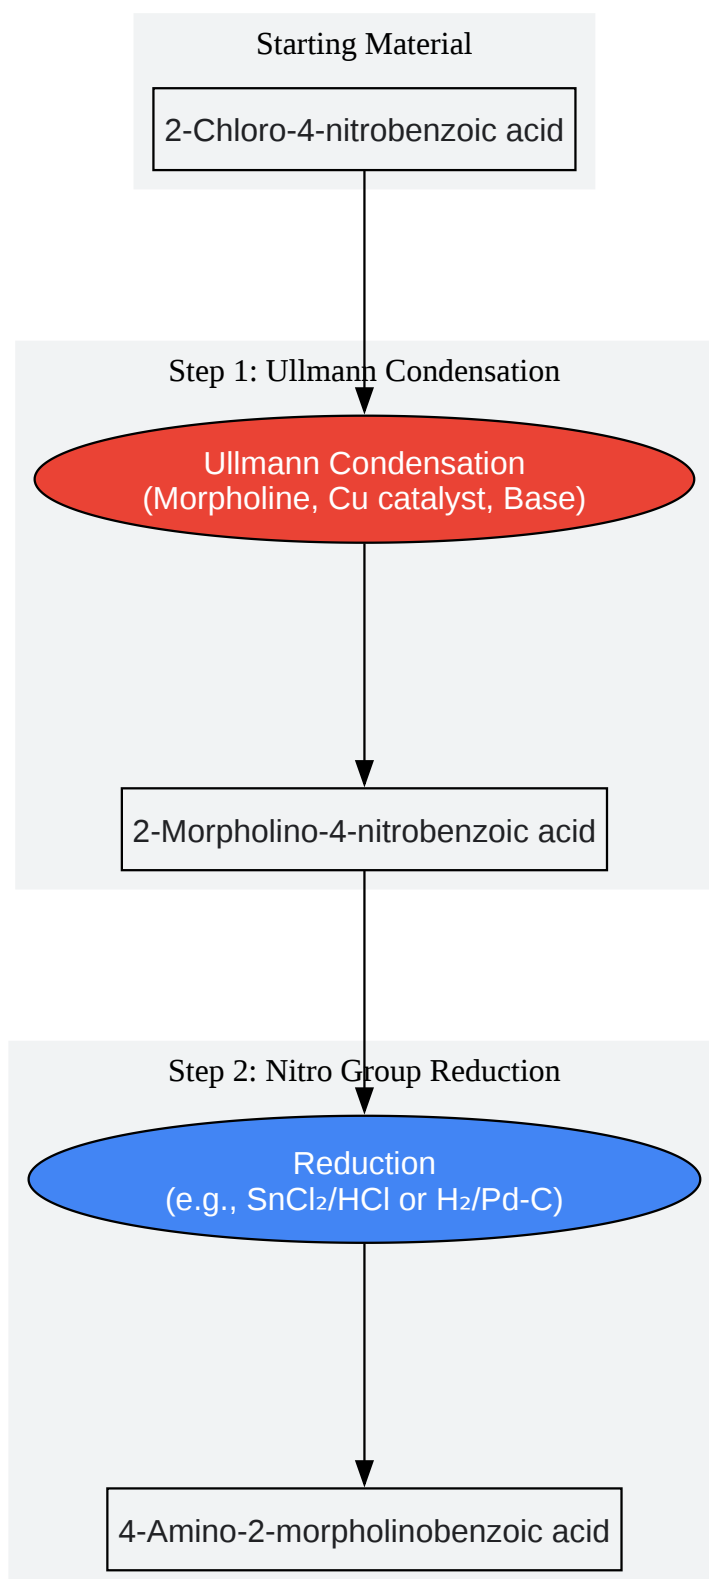 Starting Material
2-Chloro-4-nitrobenzoic acid
Step 1: Ullmann Condensation
Ullmann Condensation
(Morpholine, Cu catalyst, Base)
2-Morpholino-4-nitrobenzoic acid
Step 2: Nitro Group Reduction
Reduction
(e.g., SnCl₂/HCl or H₂/Pd-C)
4-Amino-2-morpholinobenzoic acid